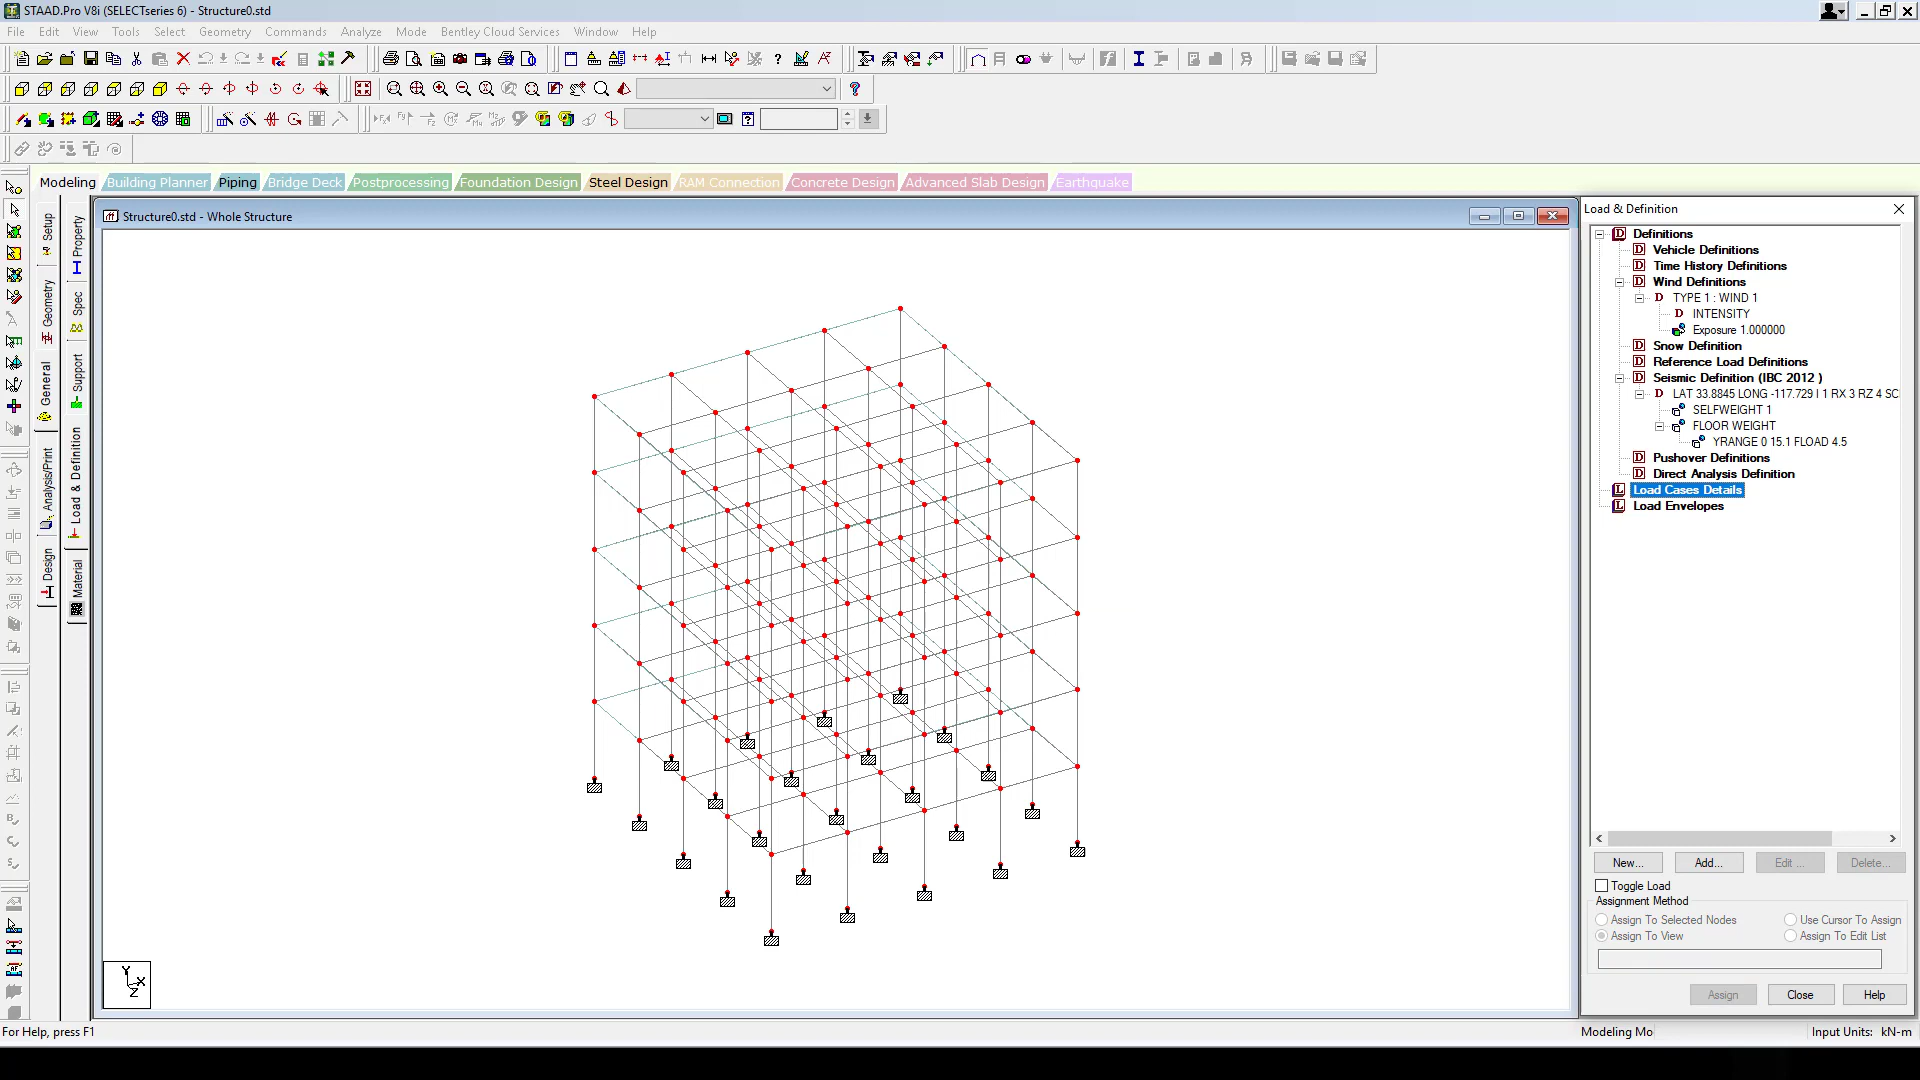 STAAD.Pro V8i (SELECTseries 6) - Structure0.std
File Edit View Tools Select Geometry Commands Analyze Mode Bentley Cloud Services Window Help
Modeling Building Planner Piping Bridge Deck Postprocessing Foundation Design Steel Design RAM Connection Concrete Design Advanced Slab Design Earthquake
Setup
Geometry
General
Analysis/Print
Design
Property
Spec
Support
Load & Definition
Material
Structure0.std - Whole Structure
Y
X
Z
Load & Definition
Definitions
Vehicle Definitions
Time History Definitions
Wind Definitions
TYPE 1 : WIND 1
INTENSITY
Exposure 1.000000
Snow Definition
Reference Load Definitions
Seismic Definition (IBC 2012 )
LAT 33.8845 LONG -117.729 I 1 RX 3 RZ 4 SC
SELFWEIGHT 1
FLOOR WEIGHT
YRANGE 0 15.1 FLOAD 4.5
Pushover Definitions
Direct Analysis Definition
Load Cases Details
Load Envelopes
New... Add... Edit ... Delete...
Toggle Load
Assignment Method
Assign To Selected Nodes Use Cursor To Assign
Assign To View Assign To Edit List
Assign Close Help
For Help, press F1
Modeling Mo Input Units: kN-m